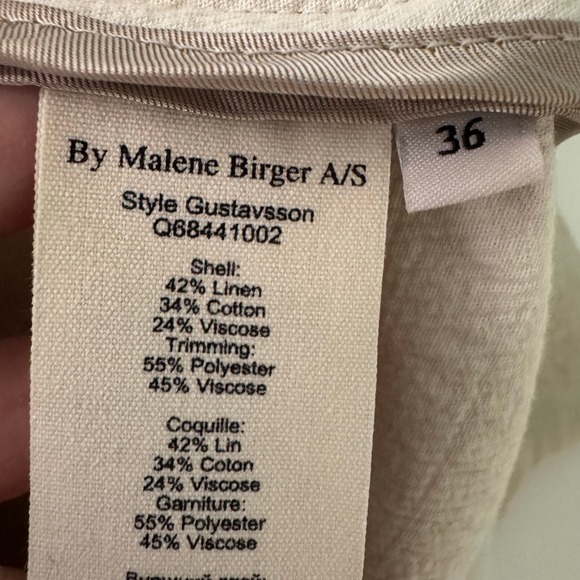 By Malene Birger A/S
36
Style Gustavsson
Q68441002
Shell:
42% Linen
34% Cotton
24% Viscose
Trimming:
55% Polyester
45% Viscose
Coquille:
42% Lin
34% Coton
24% Viscose
Garniture:
55% Polyester
45% Viscose